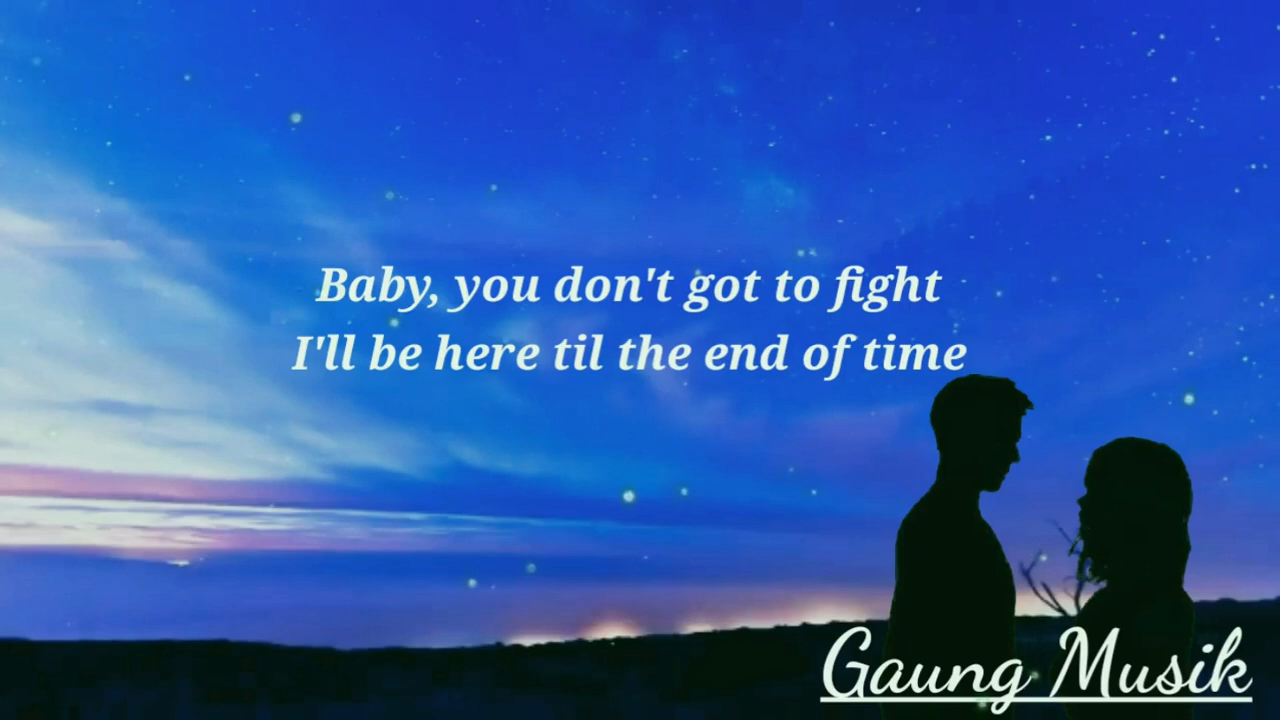 Baby, you don't got to fight
I'll be here til the end of time
Gaung Musik